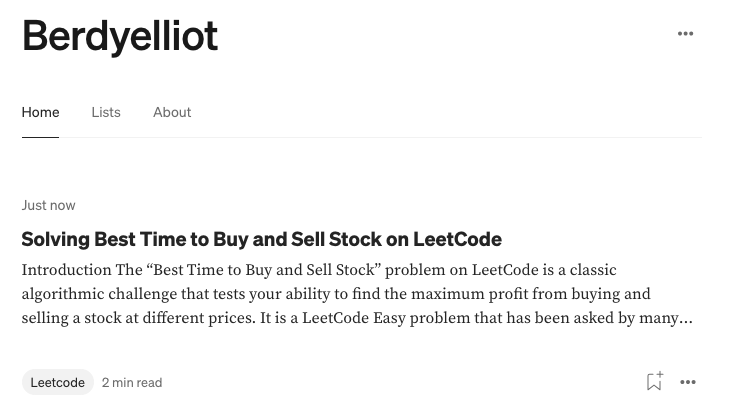 Berdyelliot
Home Lists About
Just now
Solving Best Time to Buy and Sell Stock on LeetCode
Introduction The “Best Time to Buy and Sell Stock” problem on LeetCode is a classic
algorithmic challenge that tests your ability to find the maximum profit from buying and
selling a stock at different prices. It is a LeetCode Easy problem that has been asked by many…
Leetcode 2 min read